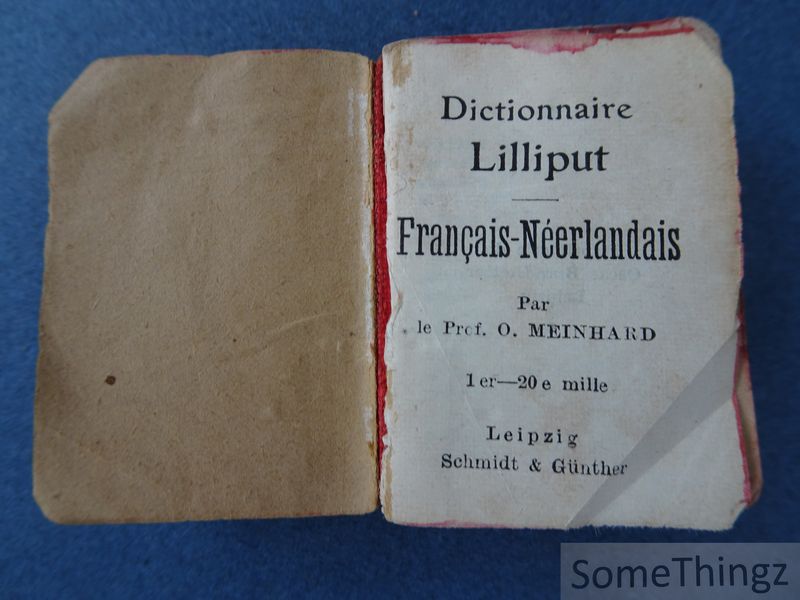 Dictionnaire
Lilliput
Français-Néerlandais
Par
le Prof. O. MEINHARD
1er—20e mille
Leipzig
Schmidt & Günther
SomeThingz